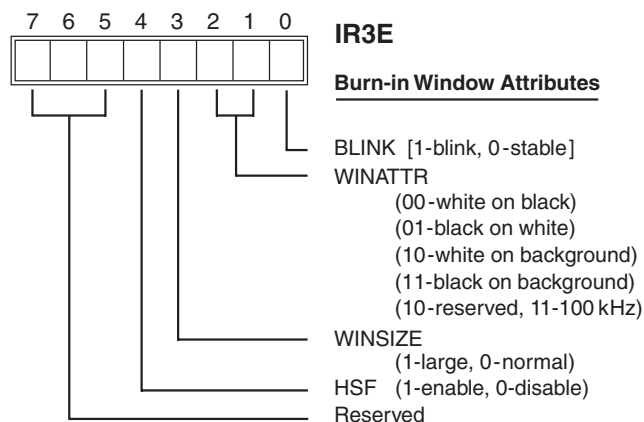 7 6 5 4 3 2 1 0
IR3E
Burn-in Window Attributes
BLINK [1-blink, 0-stable]
WINATTR
(00-white on black)
(01-black on white)
(10-white on background)
(11-black on background)
(10-reserved, 11-100 kHz)
WINSIZE
(1-large, 0-normal)
HSF (1-enable, 0-disable)
Reserved